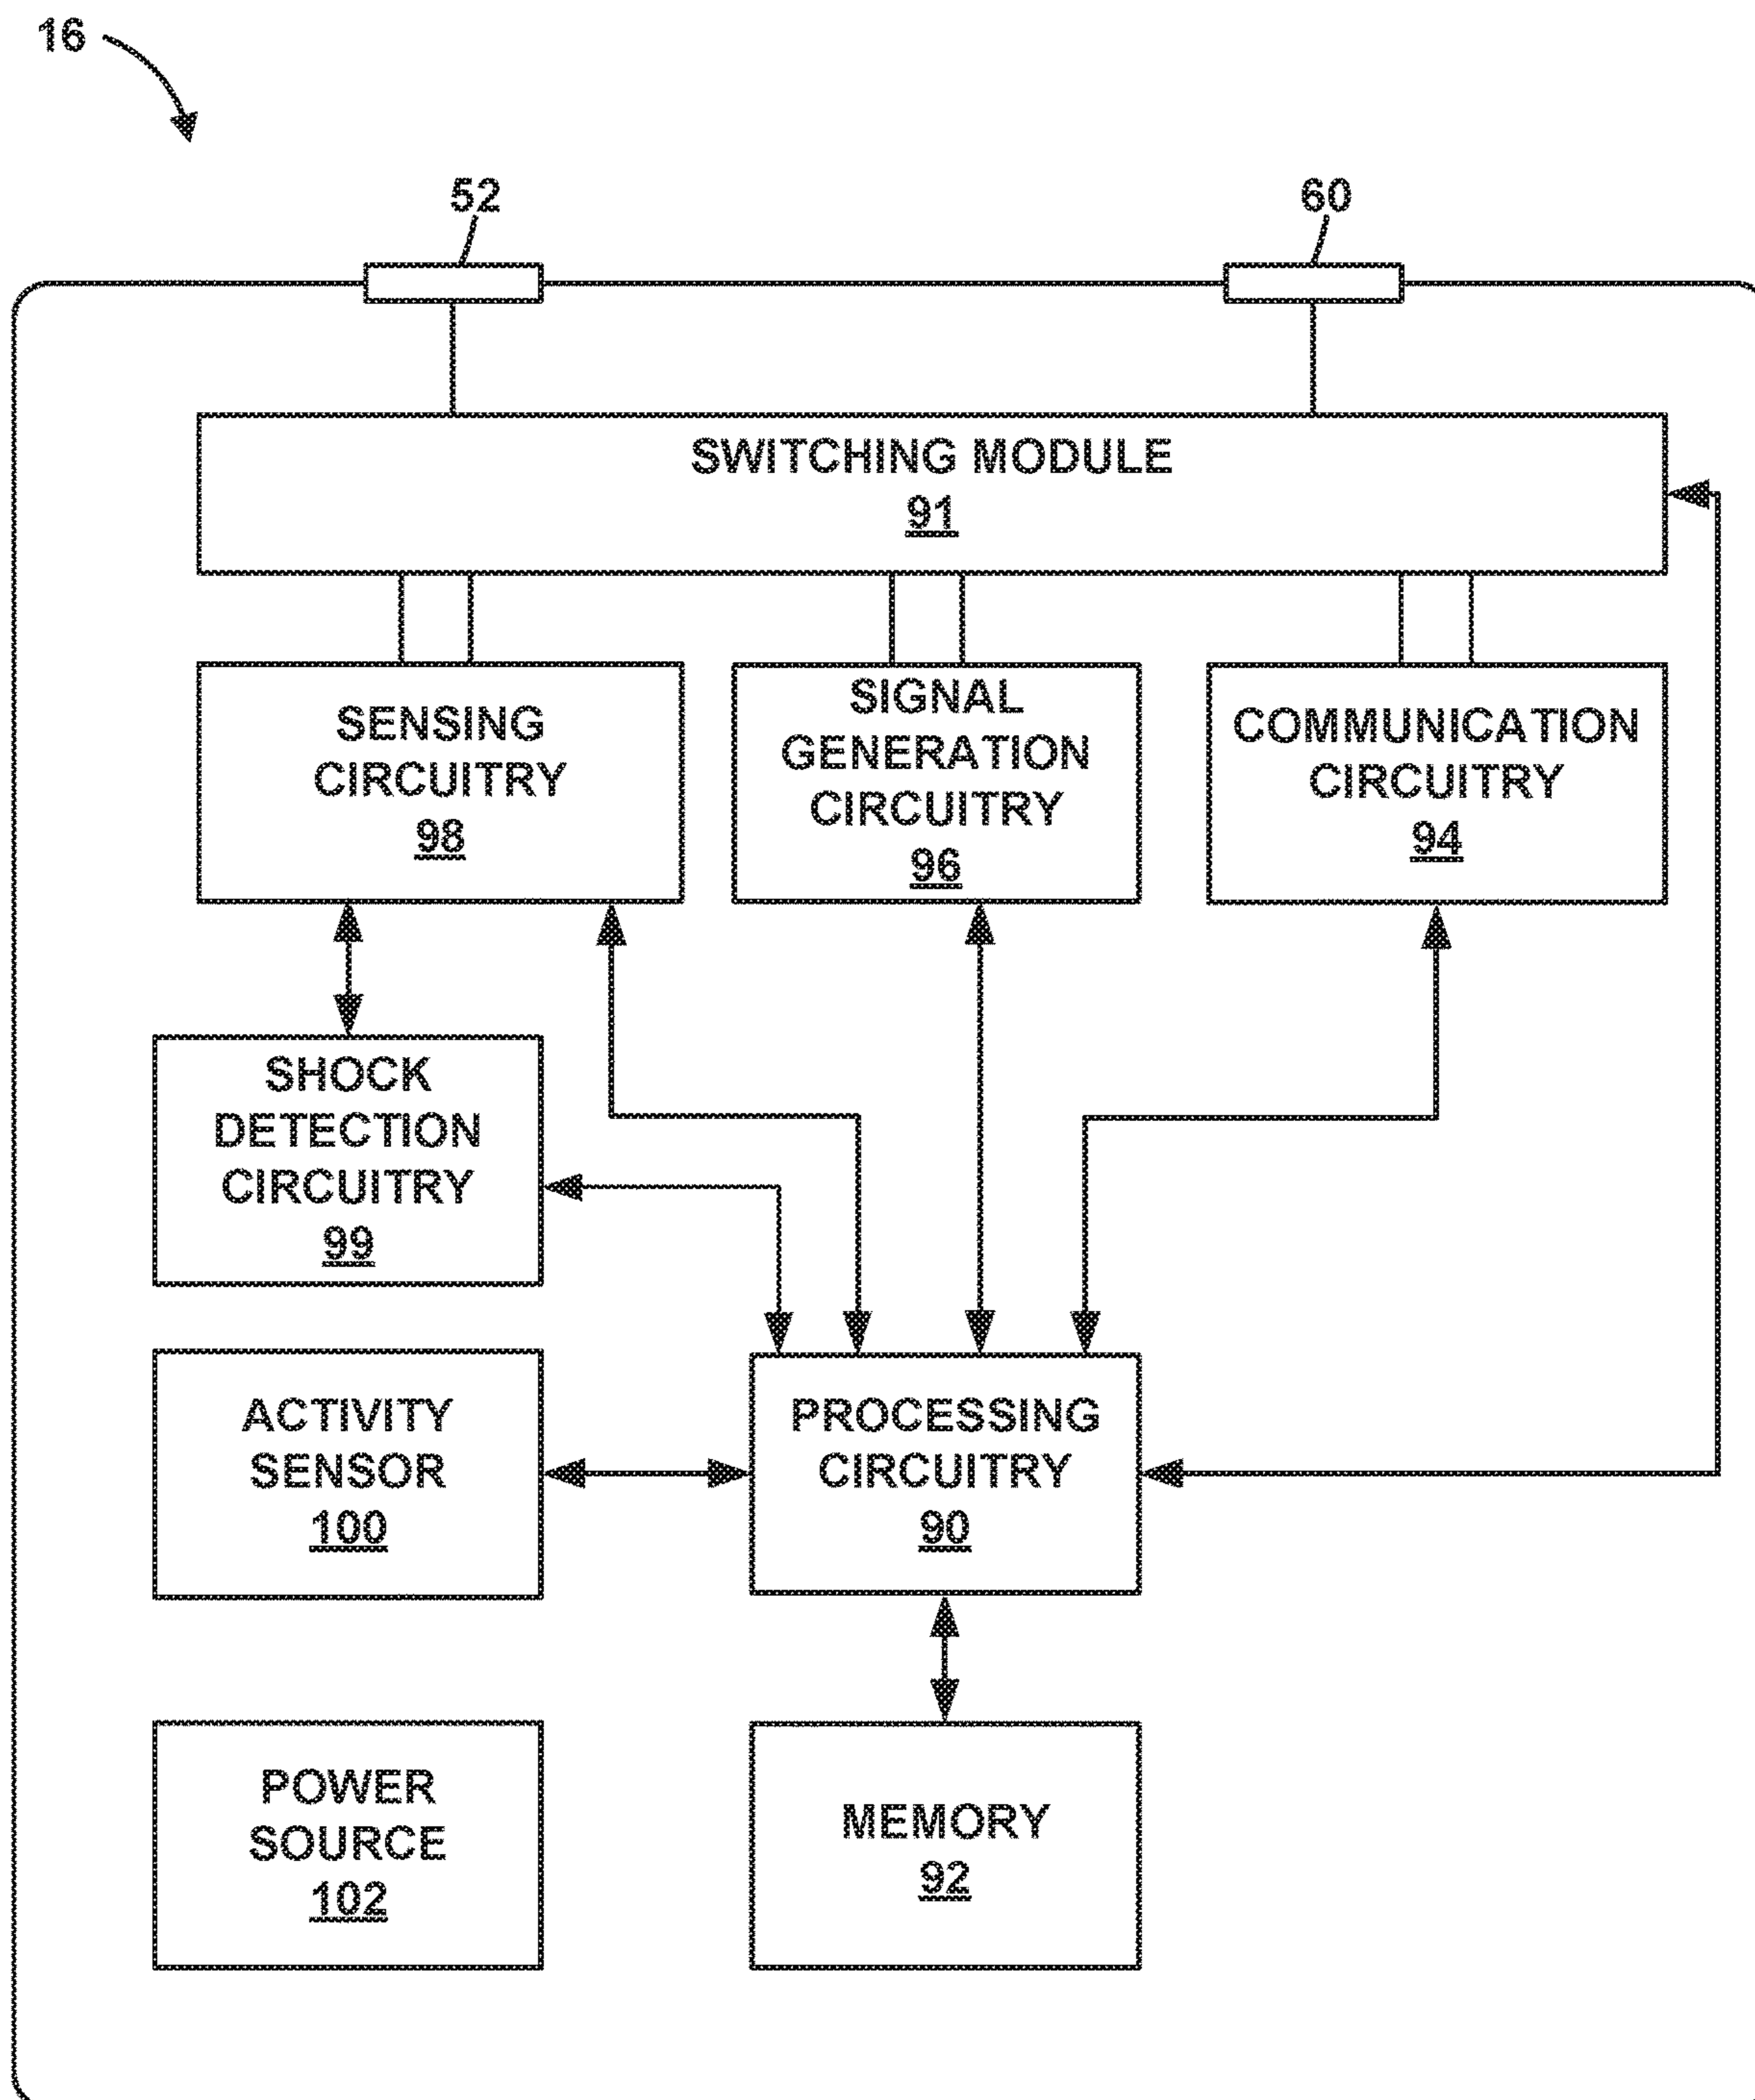 16
52
60
SWITCHING MODULE
91
SENSING
CIRCUITRY
98
SIGNAL
GENERATION
CIRCUITRY
96
COMMUNICATION
CIRCUITRY
94
SHOCK
DETECTION
CIRCUITRY
99
ACTIVITY
SENSOR
100
PROCESSING
CIRCUITRY
90
POWER
SOURCE
102
MEMORY
92